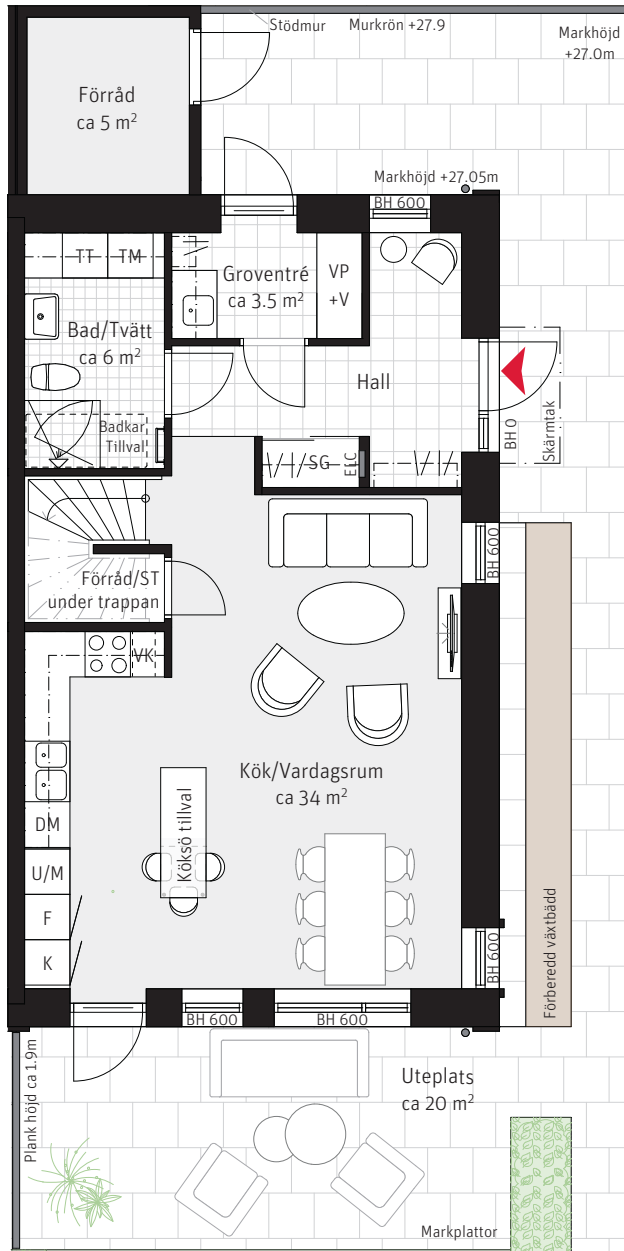 Stödmur
Murkrön +27.9
Markhöjd
+27.0m
Förråd
ca 5 m²
Markhöjd +27.05m
BH 600
TT
TM
Groventré
ca 3.5 m²
VP
+V
Bad/Tvätt
ca 6 m²
Hall
BH 0
Skärmtak
Badkar
Tillval
SG
ELC
BH 600
Förråd/ST
under trappan
VK
Kök/Vardagsrum
ca 34 m²
DM
Köksö tillval
U/M
F
K
BH 600
Förberedd växtbädd
BH 600
BH 600
Plank höjd ca 1.9m
Uteplats
ca 20 m²
Markplattor